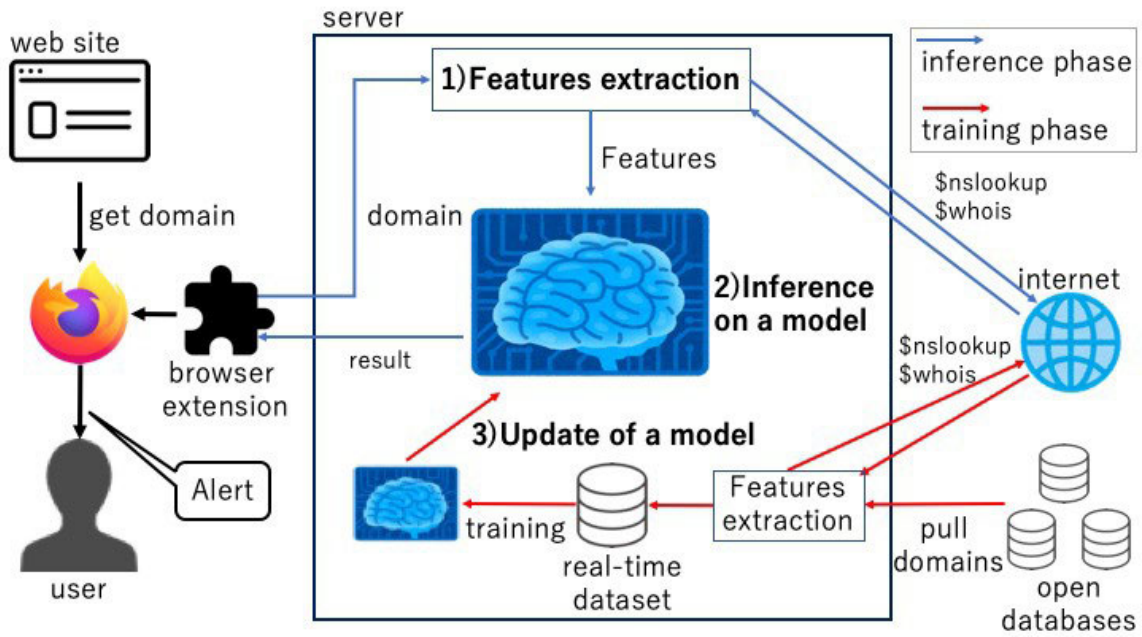 server
web site
1)Features extraction
inference phase
training phase
Features
$nslookup
$whois
get domain
domain
internet
2)Inference
on a model
result
$nslookup
$whois
browser
extension
3)Update of a model
Alert
Features
extraction
training
pull
domains
real-time
dataset
user
open
databases